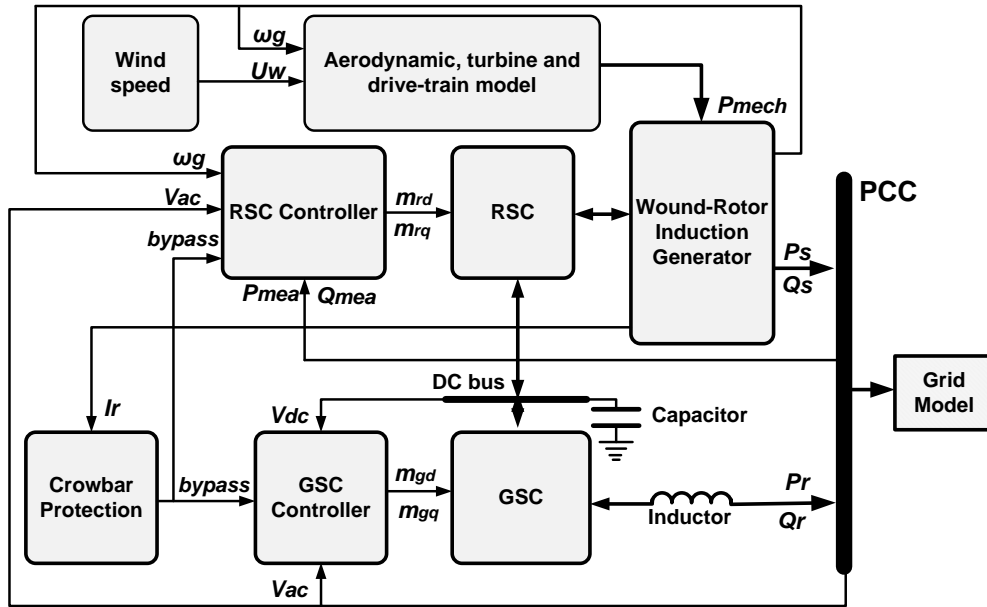 ωg
Wind
speed
Uw
Aerodynamic, turbine and
drive-train model
Pmech
ωg
Vac
bypass
RSC Controller
mrd
mrq
RSC
Wound-Rotor
Induction
Generator
PCC
Ps
Qs
Pmea
Qmea
DC bus
Grid
Model
Ir
Vdc
Capacitor
Crowbar
Protection
bypass
GSC
Controller
mgd
mgq
GSC
Inductor
Pr
Qr
Vac